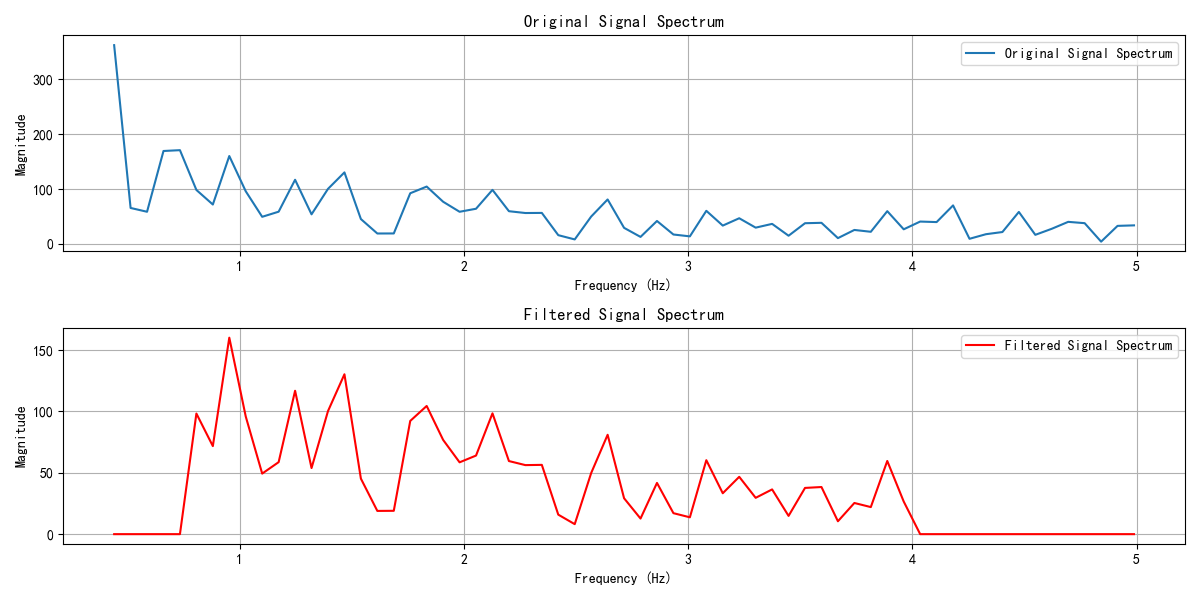 Original Signal Spectrum
Original Signal Spectrum
300
200
100
0
Magnitude
1 2 3 4 5
Frequency (Hz)
Filtered Signal Spectrum
Filtered Signal Spectrum
150
100
50
0
Magnitude
1 2 3 4 5
Frequency (Hz)